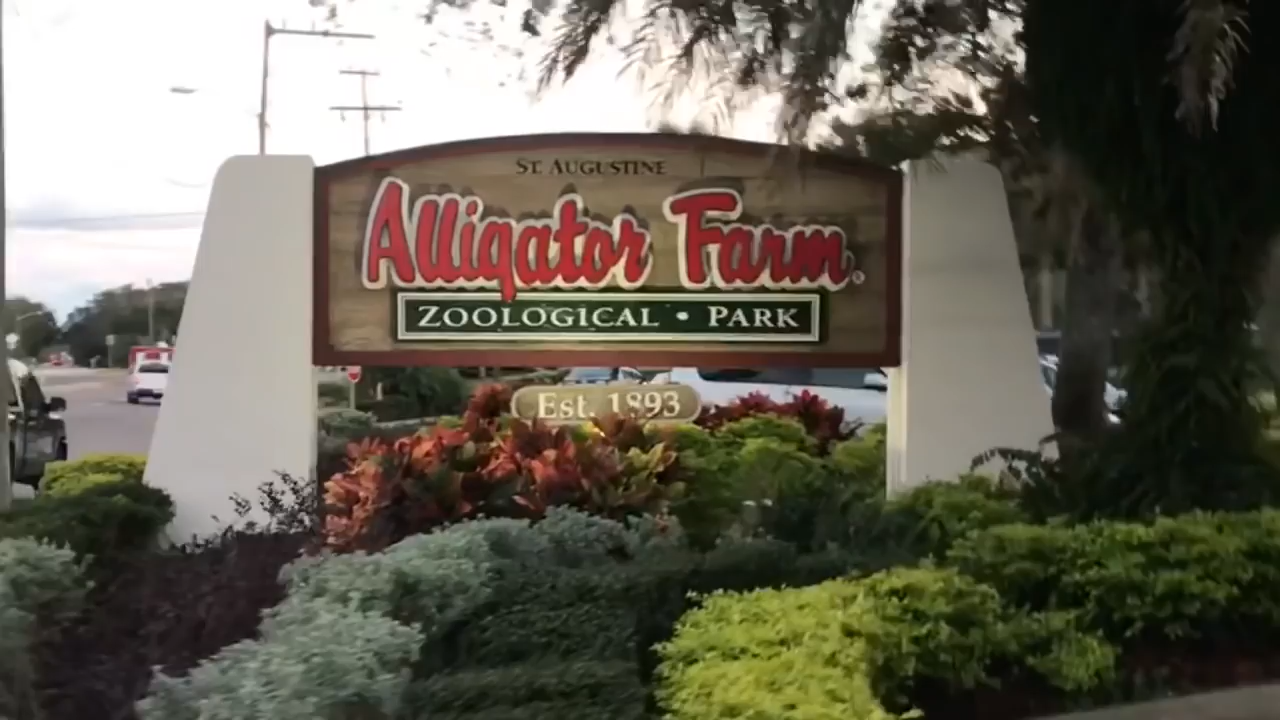 St. Augustine
Alligator Farm®
ZOOLOGICAL • PARK
Est. 1893